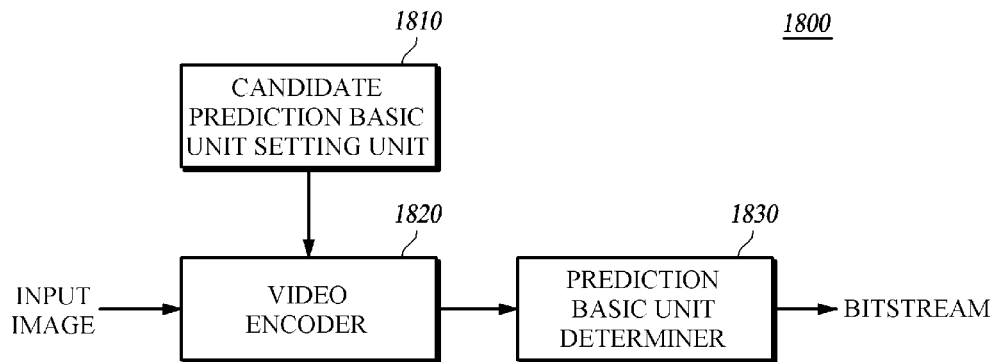 1810
1800
CANDIDATE
PREDICTION BASIC
UNIT SETTING UNIT
1820
1830
INPUT
IMAGE
VIDEO
ENCODER
PREDICTION
BASIC UNIT
DETERMINER
BITSTREAM